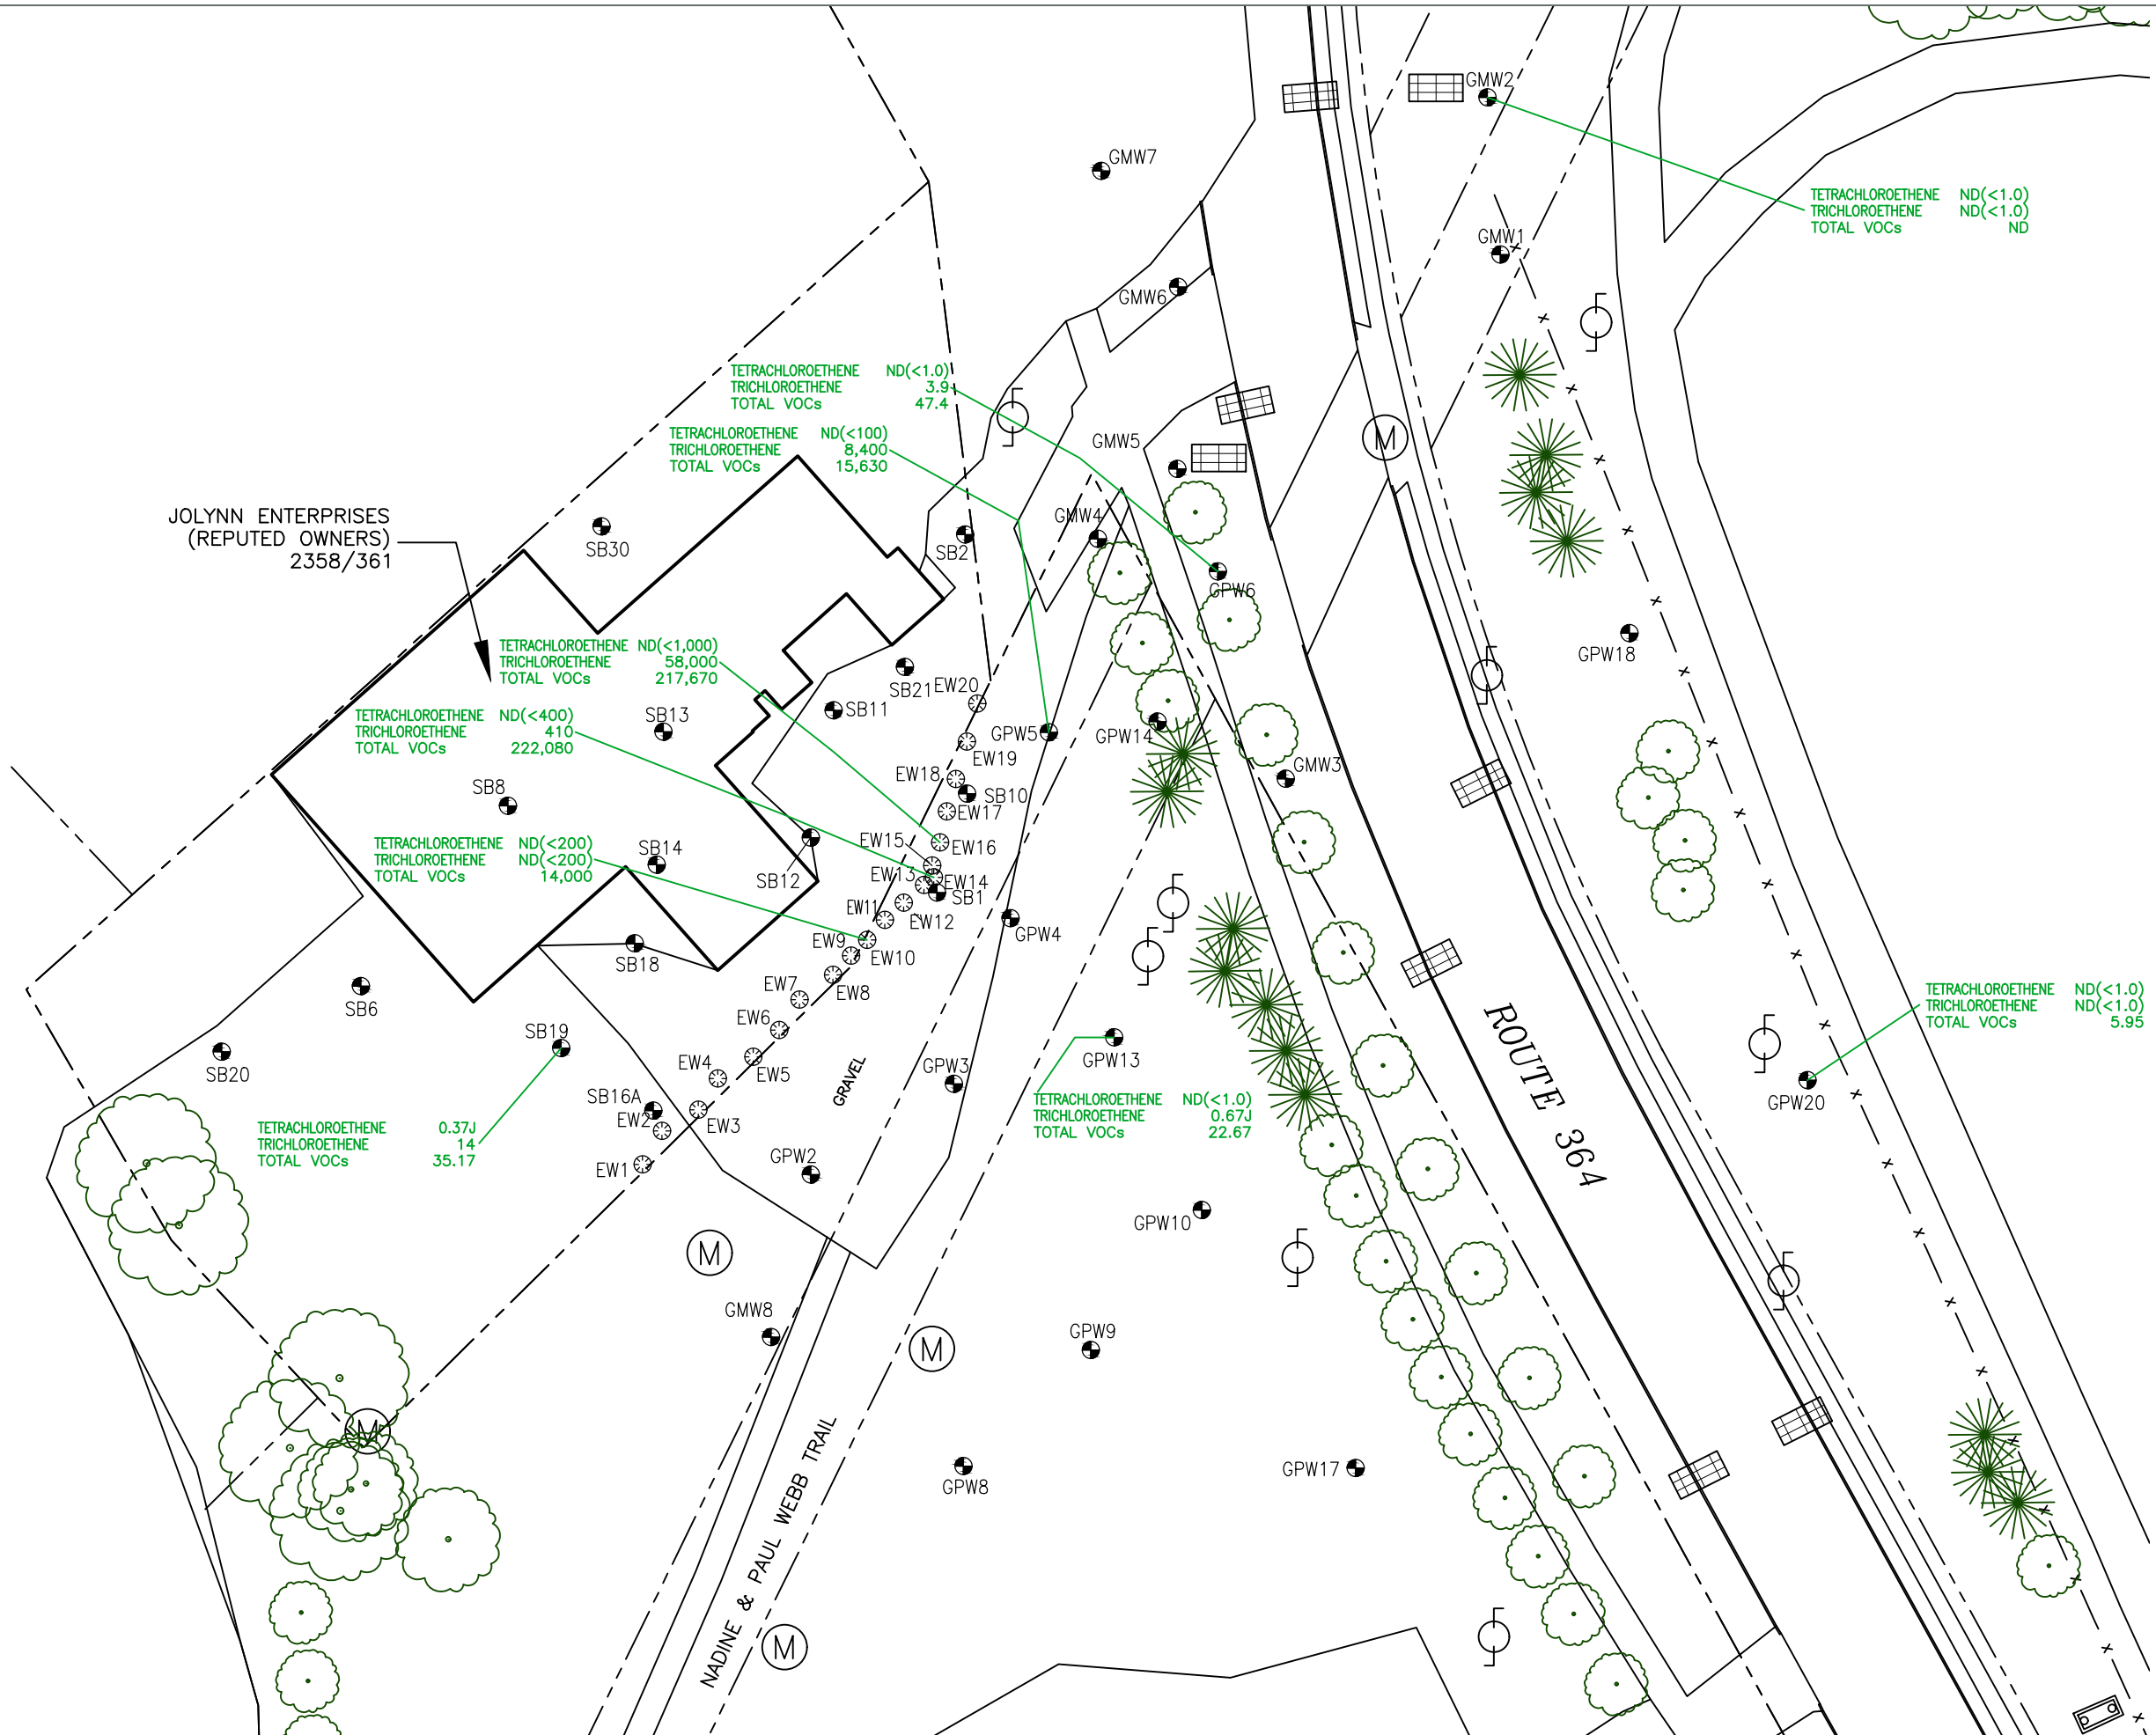 GMW2
GMW7
TETRACHLOROETHENE ND(<1.0)
TRICHLOROETHENE ND(<1.0)
TOTAL VOCs ND
GMW1
GMW6
TETRACHLOROETHENE ND(<1.0)
TRICHLOROETHENE 3.9
TOTAL VOCs 47.4
TETRACHLOROETHENE ND(<100)
TRICHLOROETHENE 8,400
TOTAL VOCs 15,630
GMW5
M
JOLYNN ENTERPRISES
(REPUTED OWNERS)
2358/361
SB30
SB2
GMW4
GPW6
TETRACHLOROETHENE ND(<1,000)
TRICHLOROETHENE 58,000
TOTAL VOCs 217,670
GPW18
SB21
EW20
SB11
TETRACHLOROETHENE ND(<400)
TRICHLOROETHENE 410
TOTAL VOCs 222,080
SB13
GPW5
GPW14
EW19
GMW3
EW18
SB8
SB10
EW17
TETRACHLOROETHENE ND(<200)
TRICHLOROETHENE ND(<200)
TOTAL VOCs 14,000
SB14
EW15
EW16
SB12
EW13
EW14
SB1
EW11
EW12
GPW4
EW9
EW10
SB18
EW8
EW7
SB6
TETRACHLOROETHENE ND(<1.0)
TRICHLOROETHENE ND(<1.0)
TOTAL VOCs 5.95
EW6
SB19
SB20
EW4
EW5
GRAVEL
GPW3
GPW13
ROUTE 364
GPW20
SB16A
EW2
EW3
TETRACHLOROETHENE ND(<1.0)
TRICHLOROETHENE 0.67J
TOTAL VOCs 22.67
TETRACHLOROETHENE 0.37J
TRICHLOROETHENE 14
TOTAL VOCs 35.17
EW1
GPW2
GPW10
M
GMW8
GPW9
M
M
GPW8
GPW17
NADINE & PAUL WEBB TRAIL
M